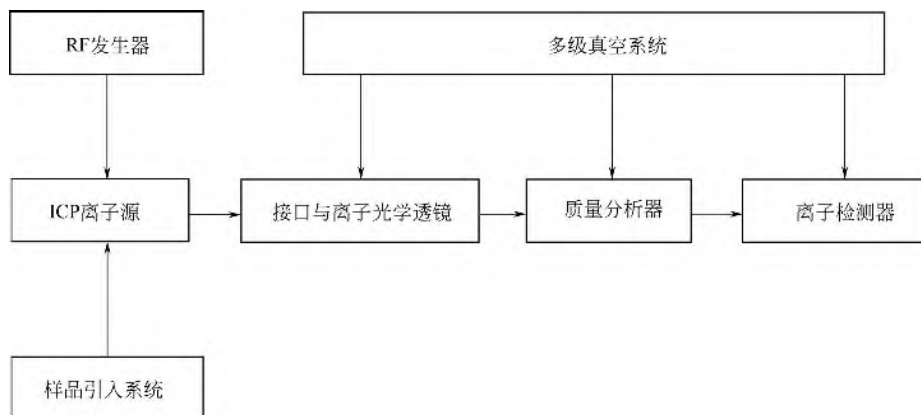 RF发生器
多级真空系统
ICP离子源
接口与离子光学透镜
质量分析器
离子检测器
样品引入系统